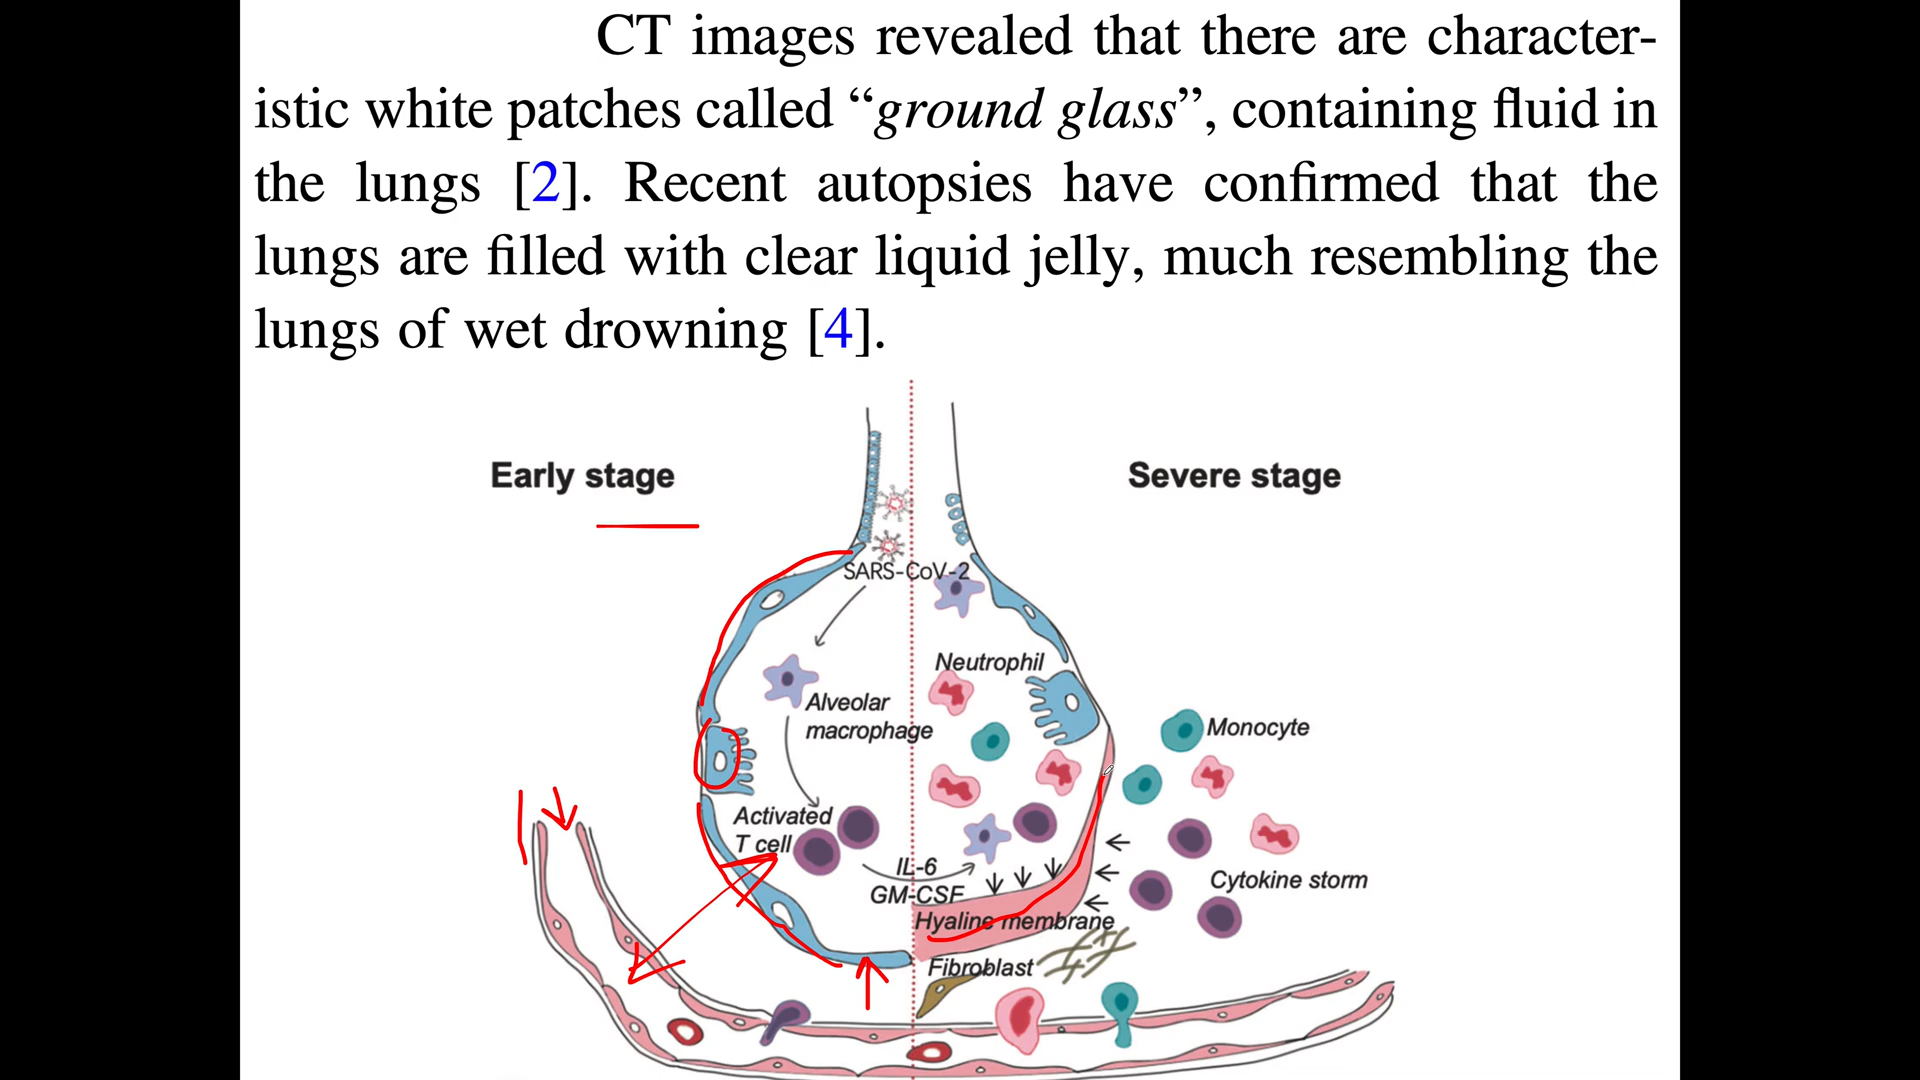 CT images revealed that there are character-
istic white patches called “ground glass”, containing fluid in
the lungs [2]. Recent autopsies have confirmed that the
lungs are filled with clear liquid jelly, much resembling the
lungs of wet drowning [4].
Early stage
Severe stage
SARS-CoV-2
Neutrophil
Alveolar
macrophage
Monocyte
Activated
T cell
IL-6
GM-CSF
Cytokine storm
Hyaline membrane
Fibroblast